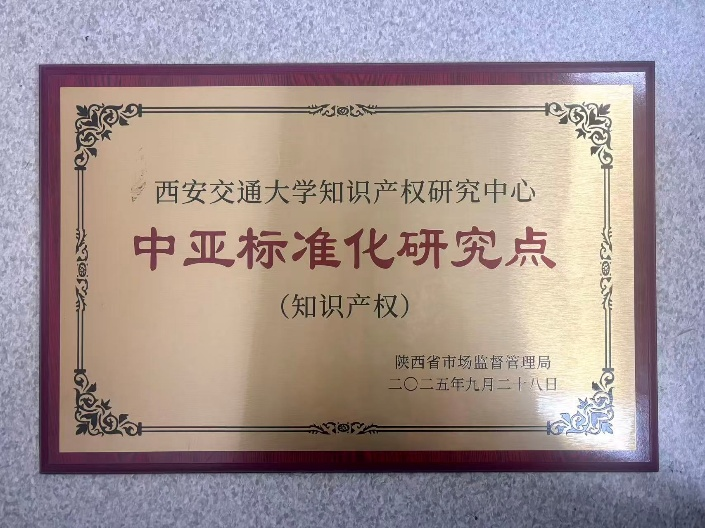 西安交通大学知识产权研究中心
中亚标准化研究点
（知识产权）
陕西省市场监督管理局
二〇二五年九月二十八日